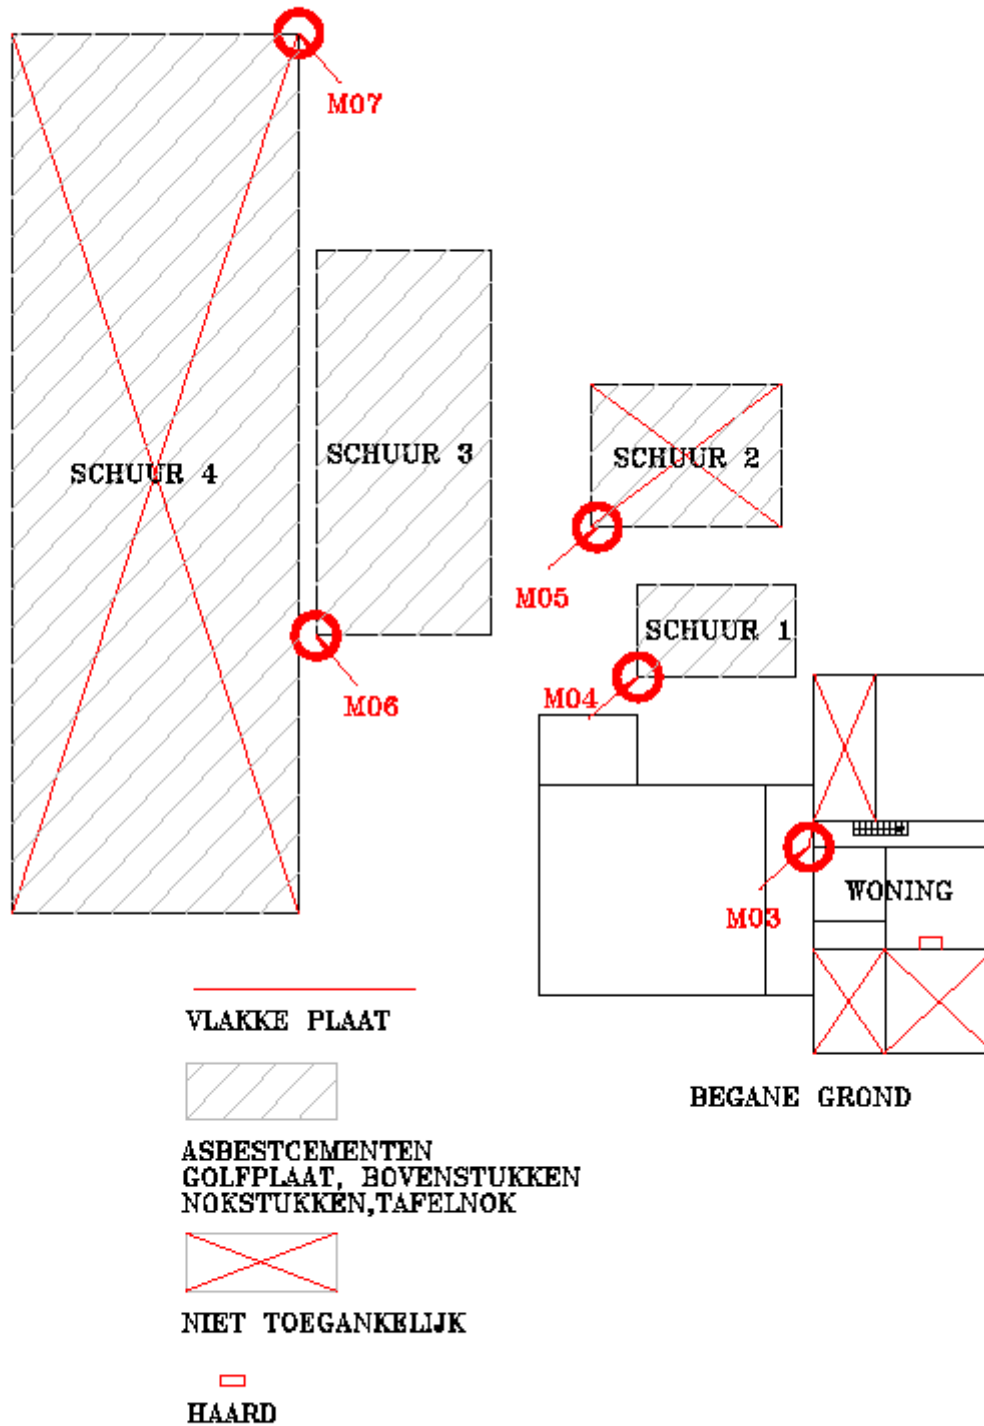 M07
SCHUUR 3
SCHUUR 2
SCHUUR 4
M05
SCHUUR 1
M04
M06
WONING
M03
VLAKKE PLAAT
BEGANE GROND
ASBESTCEMENTEN
GOLFPLAAT, BOVENSTUKKEN
NOKSTUKKEN,TAFELNOK
NIET TOEGANKELIJK
HAARD